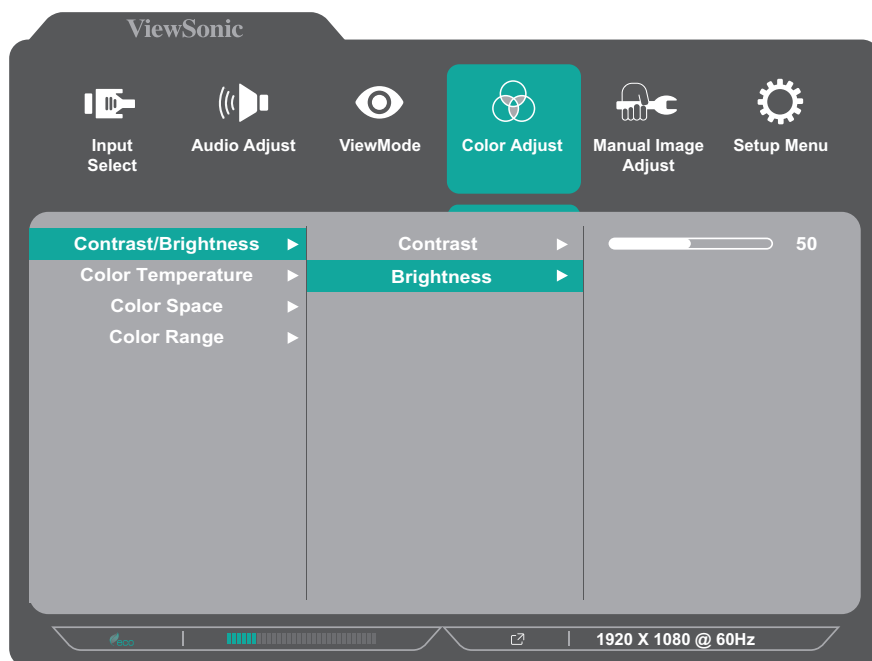 ViewSonic
Input
Select
Audio Adjust
ViewMode
Color Adjust
Manual Image
Adjust
Setup Menu
Contrast/Brightness
Contrast
50
Color Temperature
Brightness
Color Space
Color Range
eco
1920 X 1080 @ 60Hz